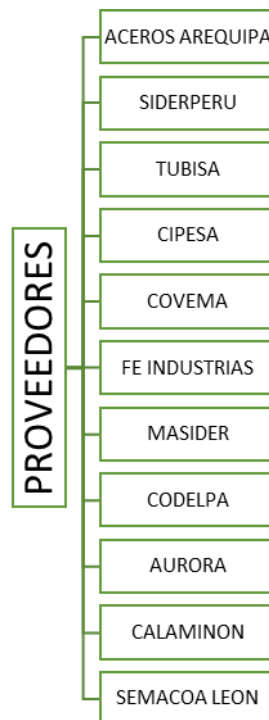 PROVEEDORES
ACEROS AREQUIPA
SIDERPERU
TUBISA
CIPESA
COVEMA
FE INDUSTRIAS
MASIDER
CODELPA
AURORA
CALAMINON
SEMACOA LEON